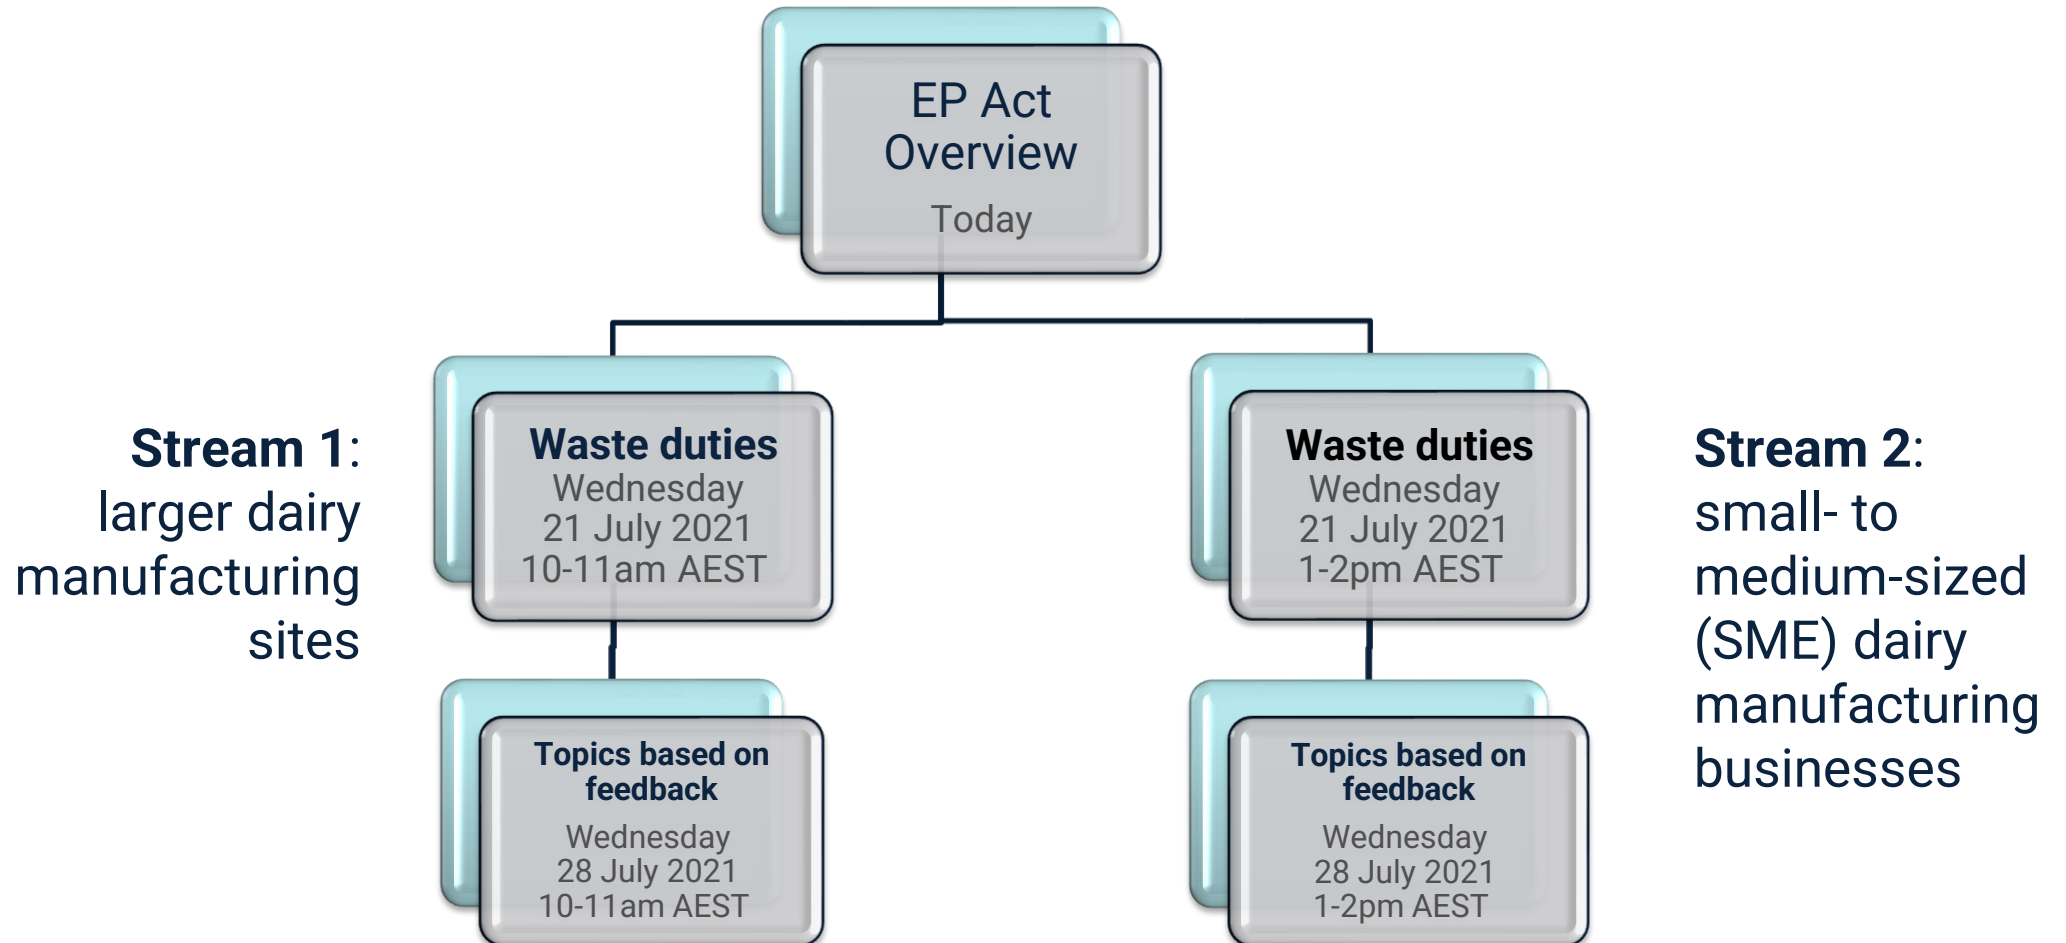 EP Act
Overview
Today
Stream 1:
larger dairy
manufacturing
sites
Waste duties
Wednesday
21 July 2021
10-11am AEST
Topics based on
feedback
Wednesday
28 July 2021
10-11am AEST
Waste duties
Wednesday
21 July 2021
1-2pm AEST
Topics based on
feedback
Wednesday
28 July 2021
1-2pm AEST
Stream 2:
small- to
medium-sized
(SME) dairy
manufacturing
businesses